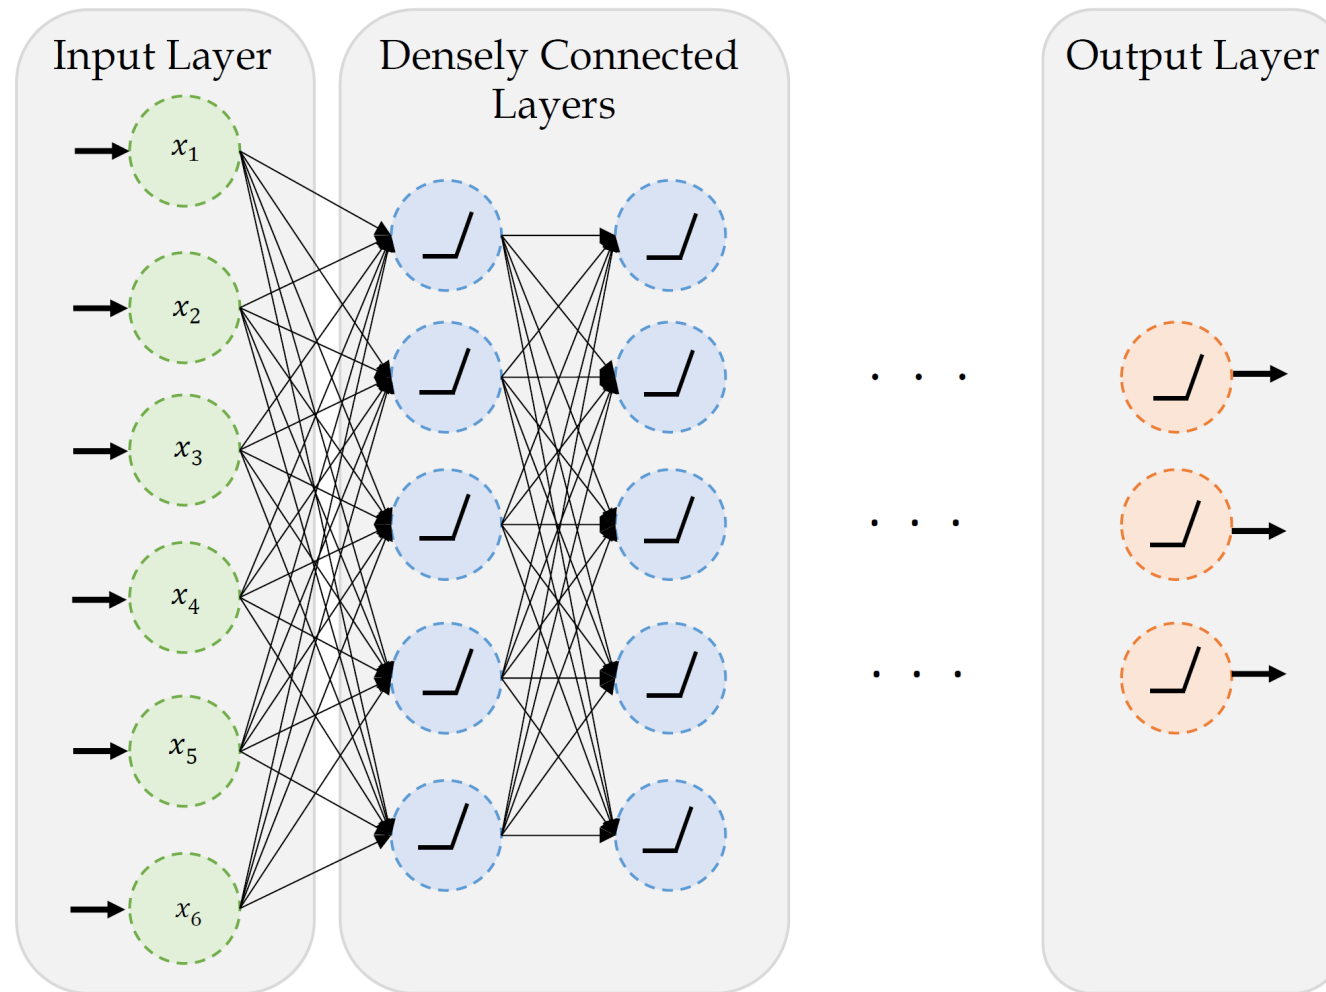 Input Layer
Densely Connected
Layers
Output Layer
x₁
x₂
x₃
x₄
x₅
x₆
. . .
. . .
. . .